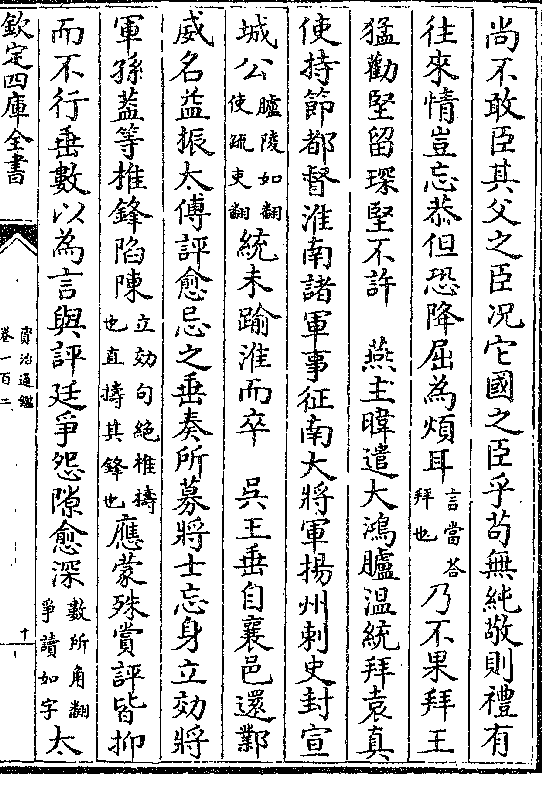 尚不敢臣其父之臣况它國之臣乎苟無純敬則禮有
往來情豈忘恭但恐降屈為煩耳言當荅拜也乃不果拜王
猛勸堅留琛堅不許　燕主暐遣大鴻臚温統拜袁真
使持節都督淮南諸軍事征南大將軍揚州刺史封宣
城公臚陵如翻使疏吏翻統未踰淮而卒　吳王垂自襄邑還鄴
威名益振太傅評愈忌之垂奏所募將士忘身立効將
軍孫蓋等椎鋒陷陳立効句絶椎擣也直擣其鋒也應蒙殊賞評皆抑
而不行垂數以為言與評廷爭怨隙愈深數所角翻爭讀如字太
欽定四庫全書
資治通鑑
卷一百二
十